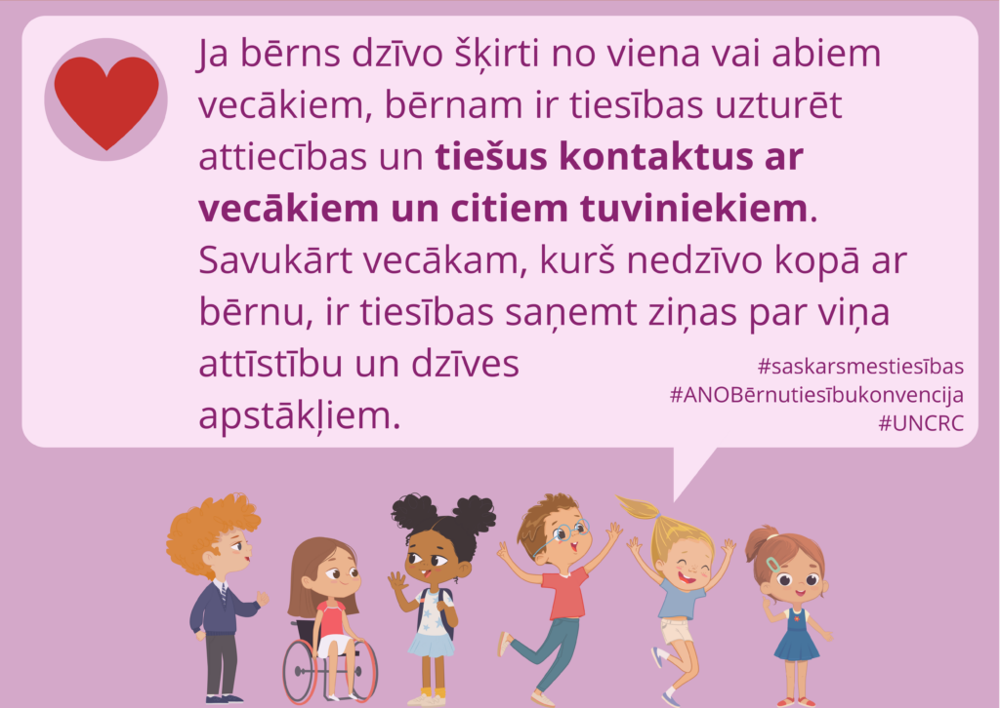 Ja bērns dzīvo šķirti no viena vai abiem
vecākiem, bērnam ir tiesības uzturēt
attiecības un tiešus kontaktus ar
vecākiem un citiem tuviniekiem.
Savukārt vecākam, kurš nedzīvo kopā ar
bērnu, ir tiesības saņemt ziņas par viņa
attīstību un dzīves
apstākļiem.
#saskarsmestiesības
#ANOBērnutiesībukonvencija
#UNCRC